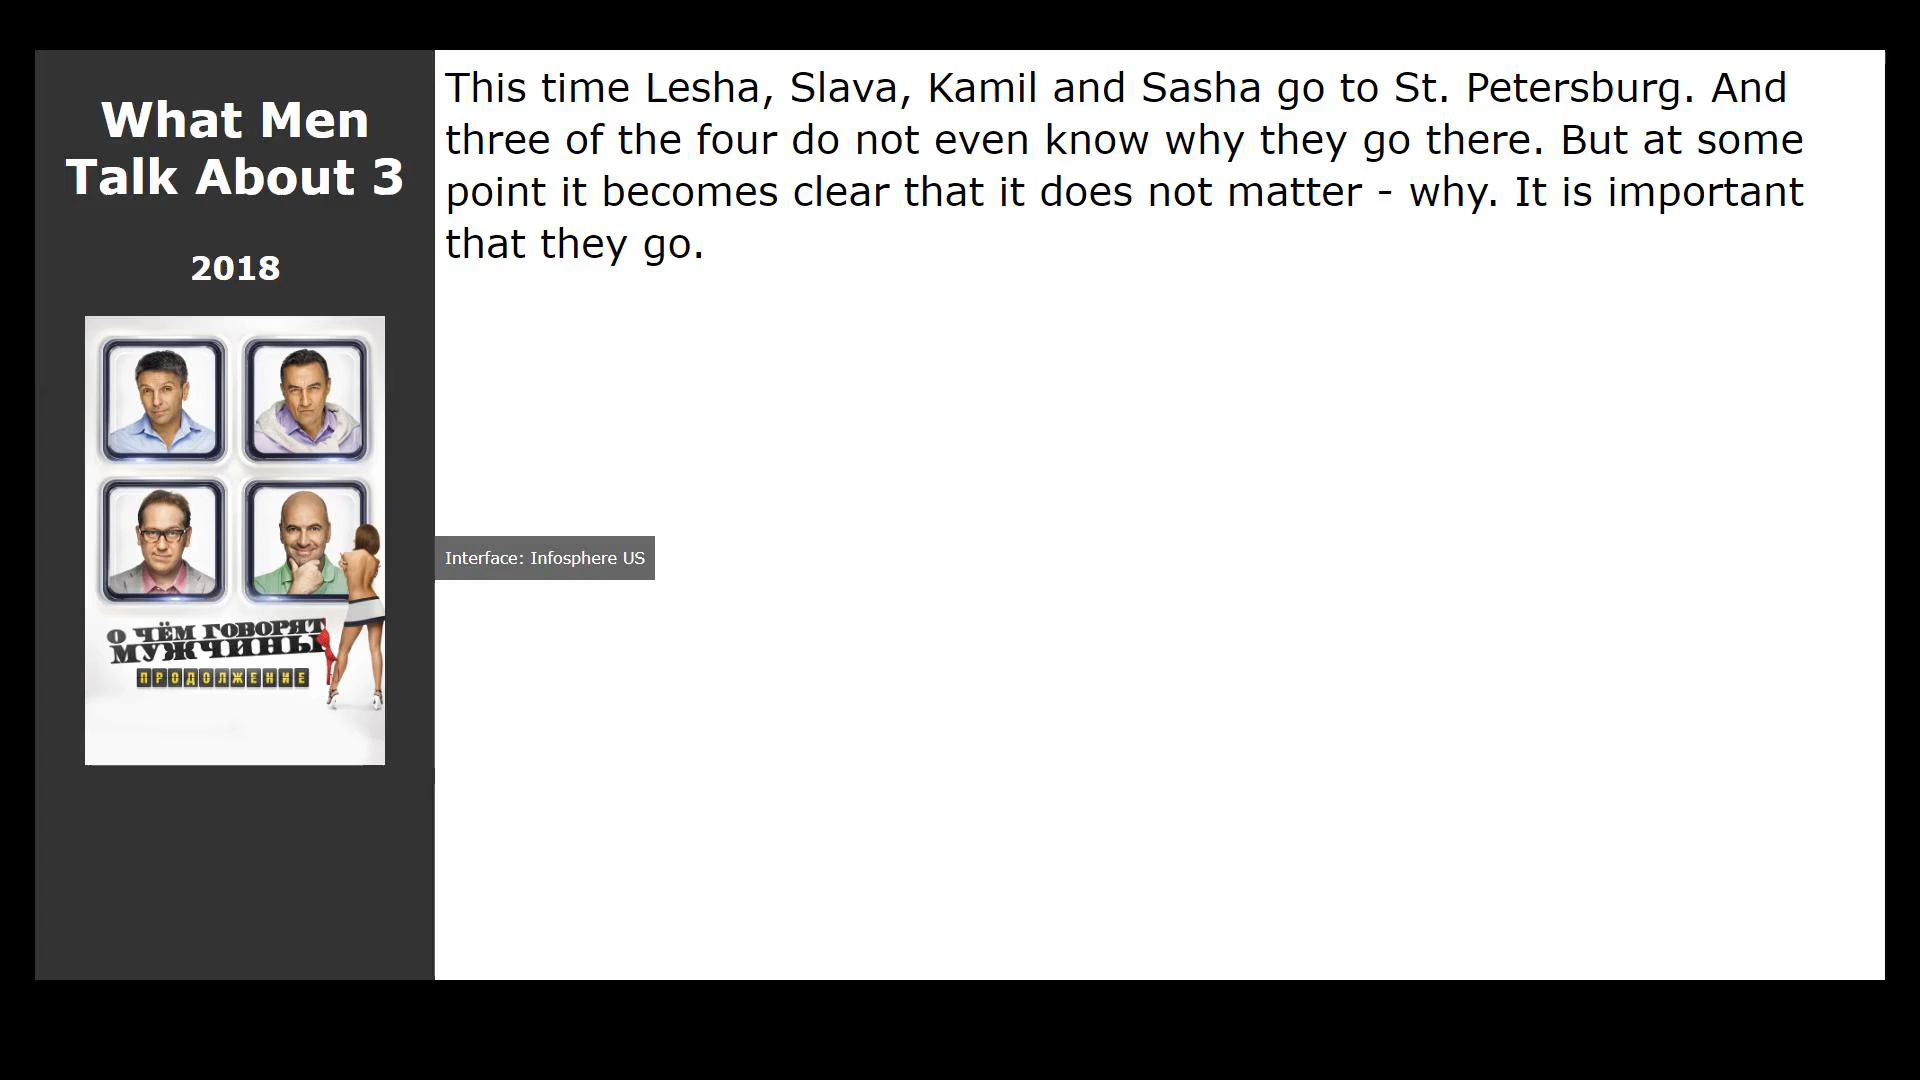 What Men
Talk About 3
2018
О ЧЁМ ГОВОРЯТ
МУЖЧИНЫ
ПРОДОЛЖЕНИЕ
This time Lesha, Slava, Kamil and Sasha go to St. Petersburg. And
three of the four do not even know why they go there. But at some
point it becomes clear that it does not matter - why. It is important
that they go.
Interface: Infosphere US